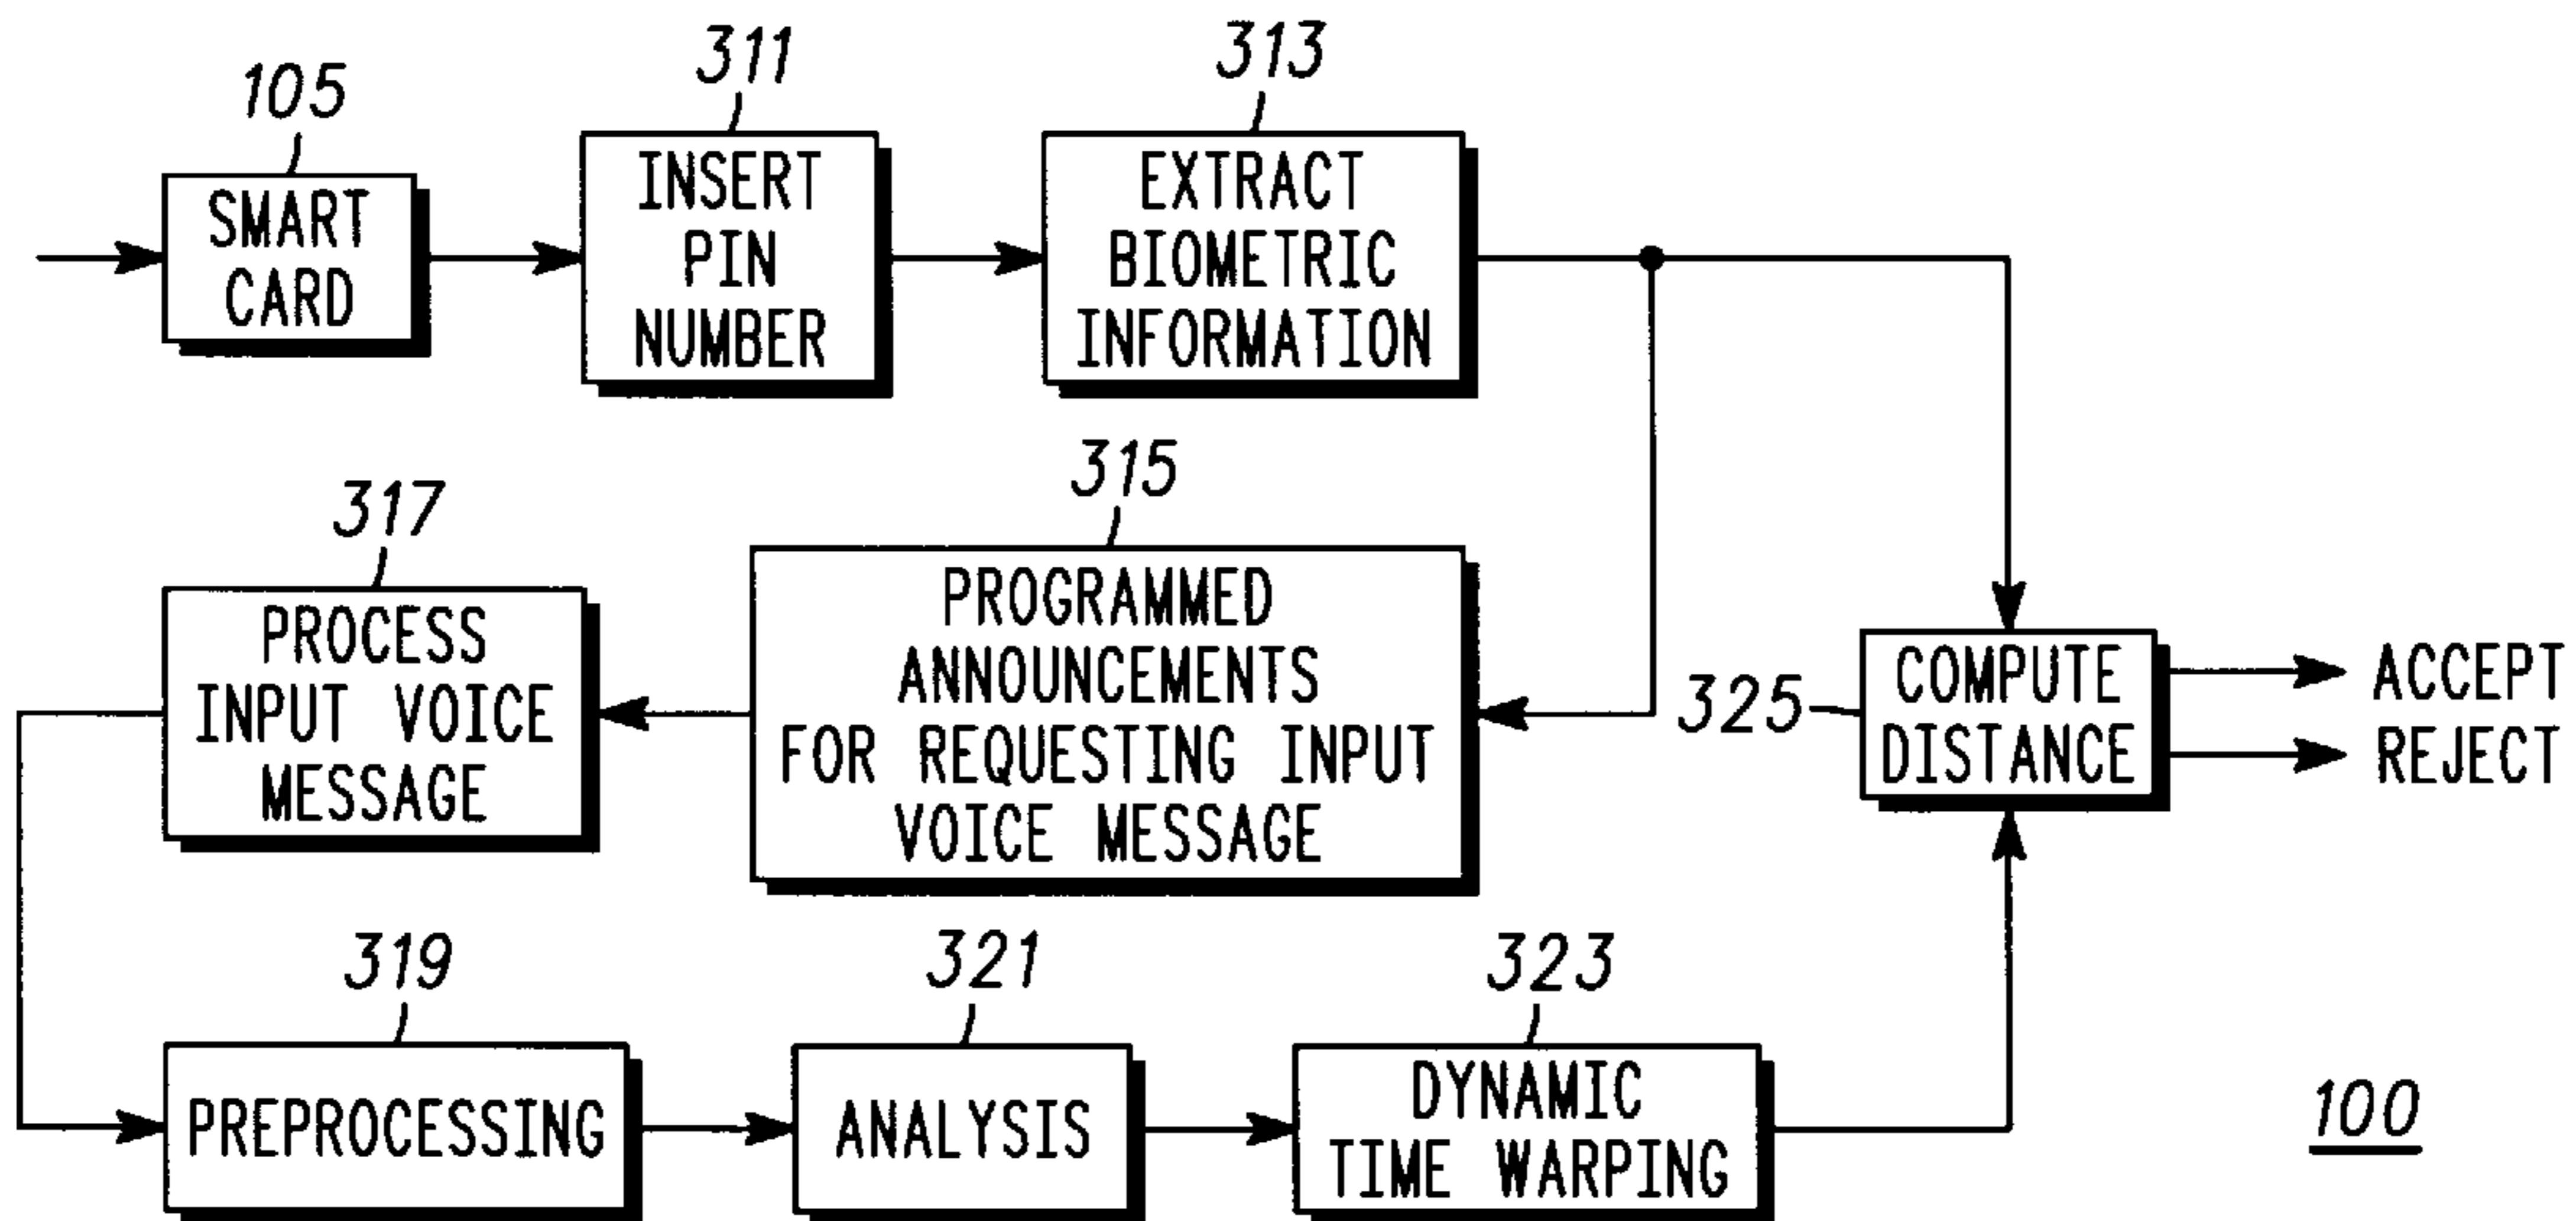 105
SMART
CARD
311
INSERT
PIN
NUMBER
313
EXTRACT
BIOMETRIC
INFORMATION
317
PROCESS
INPUT VOICE
MESSAGE
315
PROGRAMMED
ANNOUNCEMENTS
FOR REQUESTING INPUT
VOICE MESSAGE
325
COMPUTE
DISTANCE
ACCEPT
REJECT
319
PREPROCESSING
321
ANALYSIS
323
DYNAMIC
TIME WARPING
100